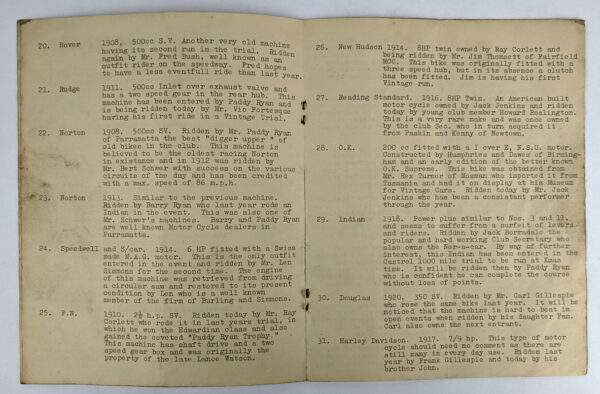 20. Rover 1908, 500cc S.V. Another very old machine
having its second run in the trial. Ridden
again by Mr. Fred Bush, well known as an
outfit rider on the speedway. Fred hopes
to have a less eventfull ride than last year.
21. Rudge 1911. 500cc Inlet over exhaust valve and
has a two speed gear in the rear hub. This
machine has been entered by Paddy Ryan and
is being ridden today by Mr. Vic Fortesque
having his first ride in a Vintage Trial.
22. Norton 1908, 500cc SV. Ridden by Mr. Paddy Ryan
of Parramatta the best "digger upper" of
old bikes in the club. This machine is
believed to be the oldest racing Norton
in existance and in 1912 was ridden by
Mr. Bert Schwer with success on the various
circuits of the day and has been credited
with a max. speed of 86 m.p.h.
23. Norton 1913. Similar to the previous machine.
Ridden by Barry Ryan who last year rode an
Indian in the event. This was also one of
Mr. Schwer's machines. Barry and Paddy Ryan
are well known Motor Cycle dealers in
Parramatta.
24. Speedwell and S/car. 1914. 6 HP fitted with a Swiss
made M.A.G. motor. This is the only outfit
entered in the event and ridden by Mr. Len
Simmons for the second time. The engine
of this machine was retrieved from driving
a circular saw and restored to its present
condition by Len who is a well known
member of the firm of Burling and Simmons.
25. F.N. 1910. 2½ h.p. SV. Ridden today by Mr. Ray
Corlett who rode it in last years trial, in
which he won the Edwardian class and also
gained the coveted "Paddy Ryan Trophy."
This machine has shaft drive and a two
speed gear box and was originally the
property of the late Lance Watson.
26. New Hudson 1914. 8HP twin owned by Ray Corlett and
being ridden by Mr. Jim Thomsett of Fairfield
MCC. This bike was originally fitted with a
three speed hub, but in its absence a clutch
has been fitted. Jim is having his first
Vintage run.
27. Reading Standard. 1916. 8HP Twin. An American built
motor cycle owned by Jack Jenkins and ridden
today by young club member Howard Boslington.
This is a very rare make and was once owned
by the club Sec. who in turn acquired it
from Paskin and Kenny of Newtown.
28. O.K. 200 cc fitted with a I over E, N.S.U. motor.
Constructed by Humphries and Dawes of Birming-
ham and an early edition of the better known
O.K. Supreme. This bike was obtained from
Mr. Rex Purner of Mosman who imported it from
Tasmania and had it on display at his Museum
for Vintage Cars. Ridden today by Mr. Jack
Jenkins who has been a consistant performer
through the year.
29. Indian 1918. Power plus similar to Nos. 3 and 11.
and seems to suffer from a surfeit of levers
and riders. Ridden by Jack Borrsdale the
popular and hard working Club Secretary who
also owns the Ner-a-car. By way of further
interest, this Indian has been entered in the
Castrol 1000 mile trial to be run at Xmas
time. It will be ridden then by Paddy Ryan
who is confident he can complete the course
without loss of points.
30. Douglas 1920. 350 SV. Ridden by Mr. Carl Gillespie
who rose the same bike last year. It will be
noticed that the machine is hard to beat in
open events when ridden by his daughter Pam.
Carl also owns the next entrant.
31. Harley Davidson. 1917. 7/9 hp. This type of motor
cycle should need no comment as there are
still many in every day use. Ridden last
year by Frank Gillespie and today by his
brother John.